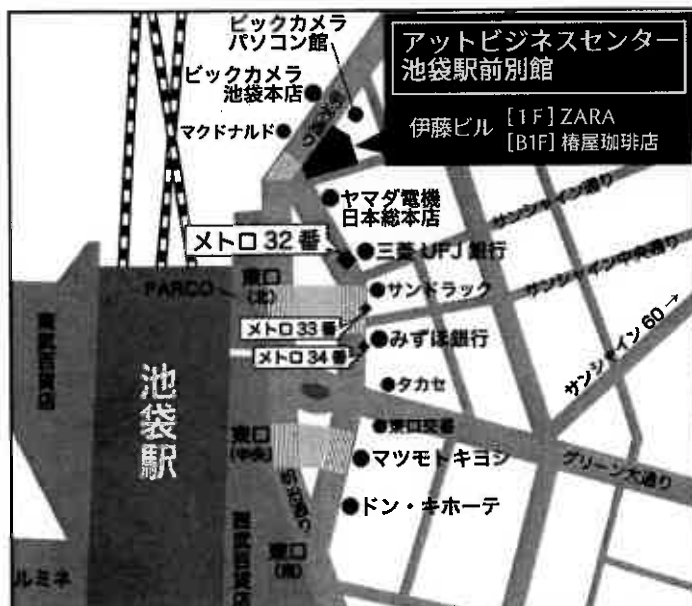 ビックカメラ
パソコン館
アットビジネスセンター
池袋駅前別館
ビックカメラ
池袋本店
伊藤ビル [1F] ZARA
[B1F] 椿屋珈琲店
マクドナルド
明治通り
ヤマダ電機
日本総本店
サンシャイン通り
メトロ 32 番
三菱 UFJ 銀行
東口
(北)
PARCO
サンドラック
サンシャイン中央通り
メトロ 33 番
みずほ銀行
メトロ 34 番
サンシャイン 60 →
東武百貨店
タカセ
池袋駅
東口
(中央)
東口交番
マツモトキヨシ
グリーン大通り
明治通り
ドン・キホーテ
東口
(南)
西武百貨店
ルミネ